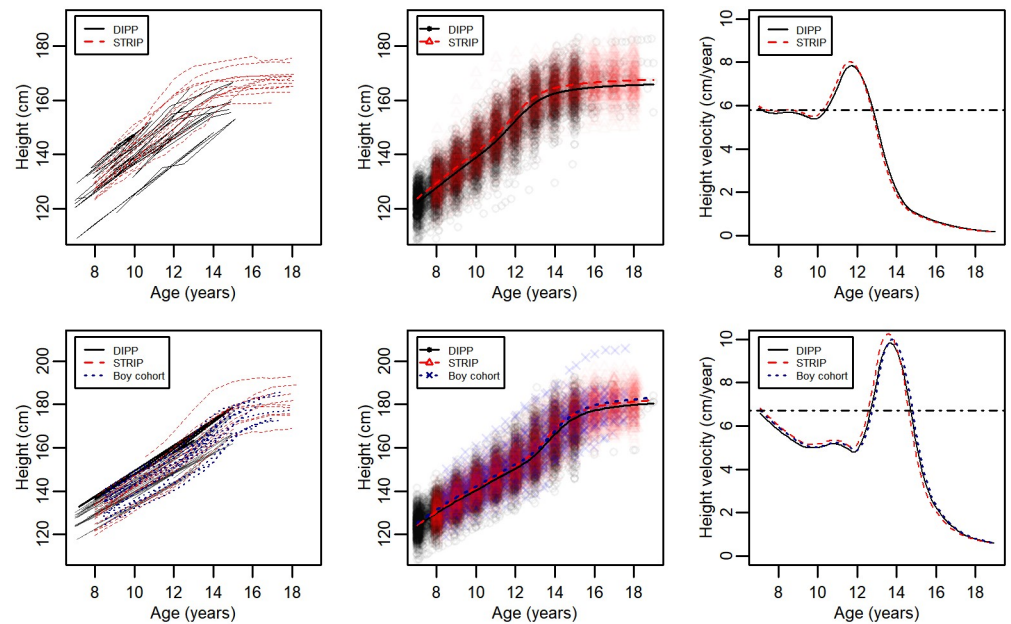 DIPP
STRIP
Height (cm)
120 140 160 180
8 10 12 14 16 18
Age (years)
DIPP
STRIP
Height (cm)
120 140 160 180
8 10 12 14 16 18
Age (years)
DIPP
STRIP
Height velocity (cm/year)
0 2 4 6 8 10
8 10 12 14 16 18
Age (years)
DIPP
STRIP
Boy cohort
Height (cm)
120 140 160 180 200
8 10 12 14 16 18
Age (years)
DIPP
STRIP
Boy cohort
Height (cm)
120 140 160 180 200
8 10 12 14 16 18
Age (years)
DIPP
STRIP
Boy cohort
Height velocity (cm/year)
0 2 4 6 8 10
8 10 12 14 16 18
Age (years)